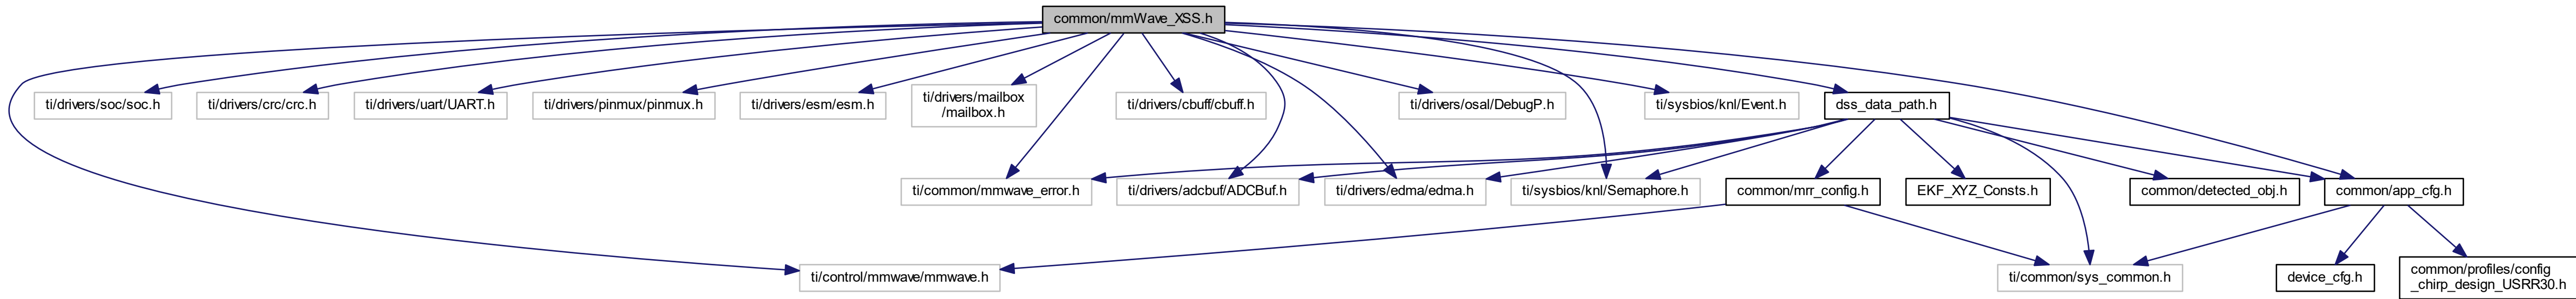 common/mmWave_XSS.h
ti/drivers/soc/soc.h
ti/drivers/crc/crc.h
ti/drivers/uart/UART.h
ti/drivers/pinmux/pinmux.h
ti/drivers/esm/esm.h
ti/drivers/mailbox
/mailbox.h
ti/drivers/cbuff/cbuff.h
ti/drivers/osal/DebugP.h
ti/sysbios/knl/Event.h
dss_data_path.h
ti/common/mmwave_error.h
ti/drivers/adcbuf/ADCBuf.h
ti/drivers/edma/edma.h
ti/sysbios/knl/Semaphore.h
common/mrr_config.h
EKF_XYZ_Consts.h
common/detected_obj.h
common/app_cfg.h
ti/control/mmwave/mmwave.h
ti/common/sys_common.h
device_cfg.h
common/profiles/config
_chirp_design_USRR30.h